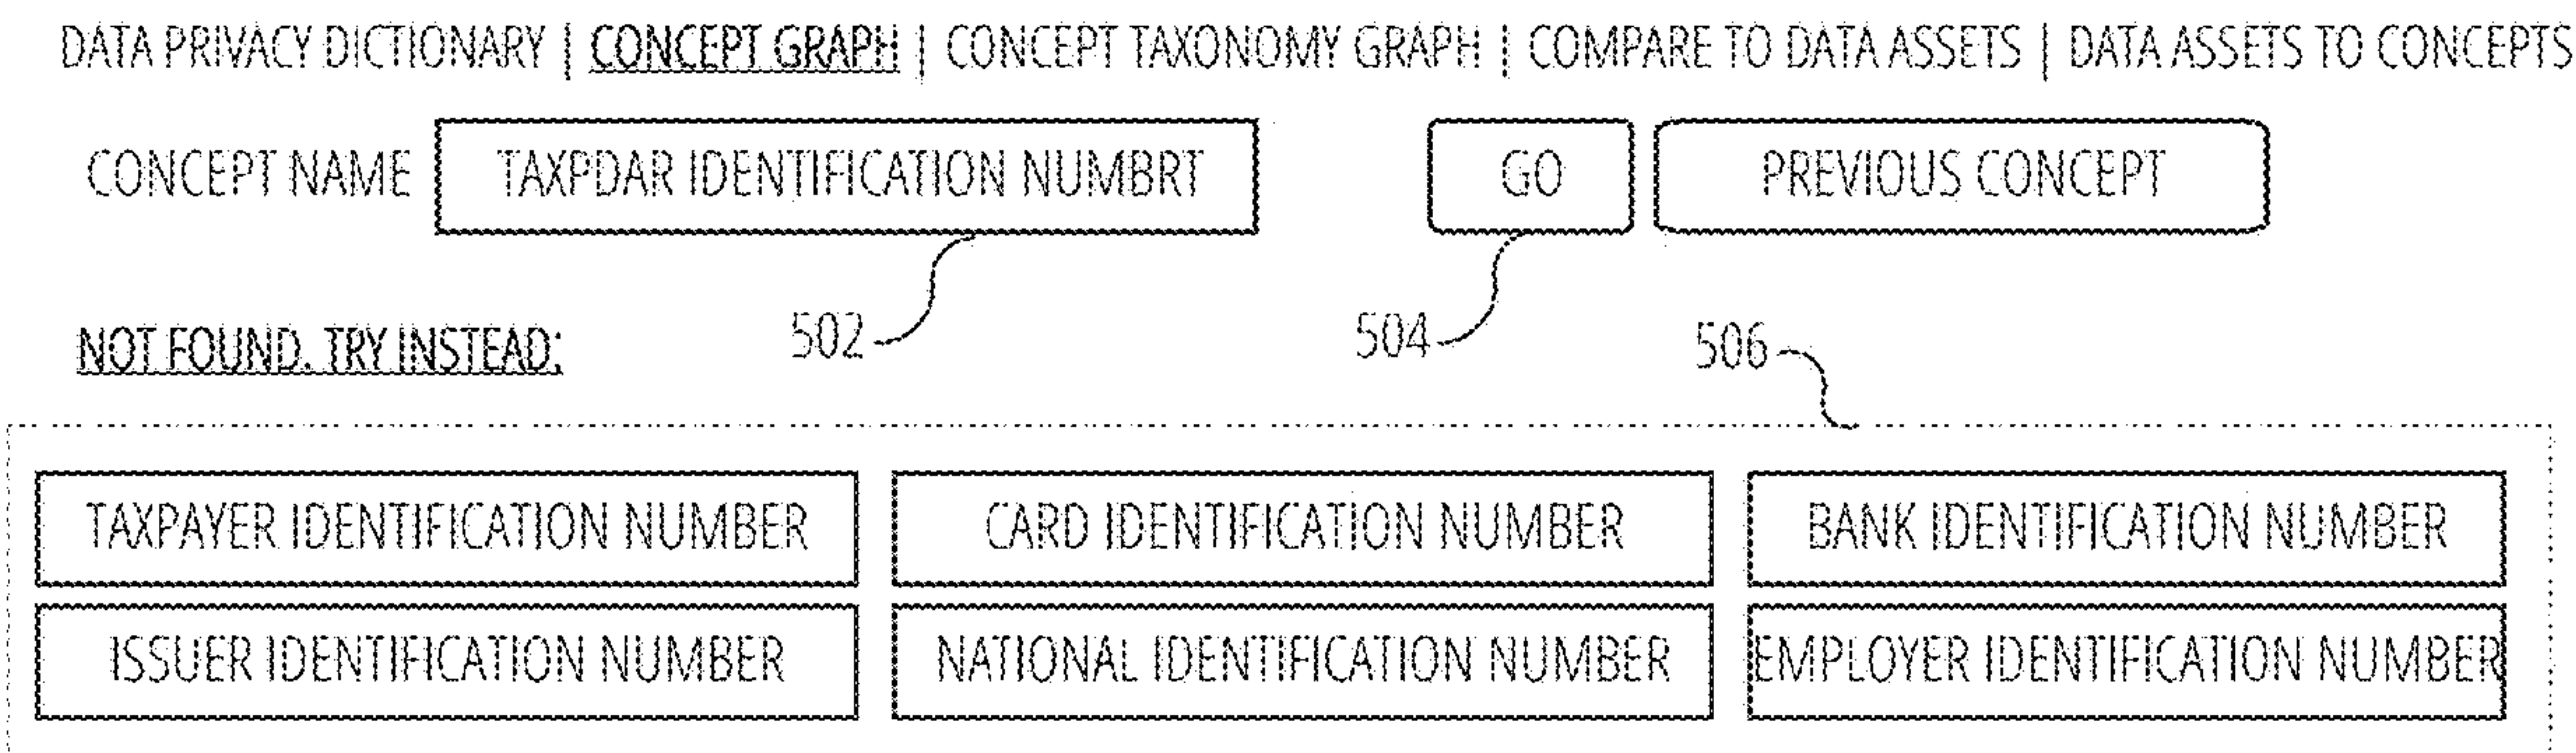 DATA PRIVACY DICTIONARY | CONCEPT GRAPH | CONCEPT TAXONOMY GRAPH | COMPARE TO DATA ASSETS | DATA ASSETS TO CONCEPTS
CONCEPT NAME TAXPDAR IDENTIFICATION NUMBRT GO PREVIOUS CONCEPT
502 504 506
NOT FOUND. TRY INSTEAD:
TAXPAYER IDENTIFICATION NUMBER CARD IDENTIFICATION NUMBER BANK IDENTIFICATION NUMBER
ISSUER IDENTIFICATION NUMBER NATIONAL IDENTIFICATION NUMBER EMPLOYER IDENTIFICATION NUMBER